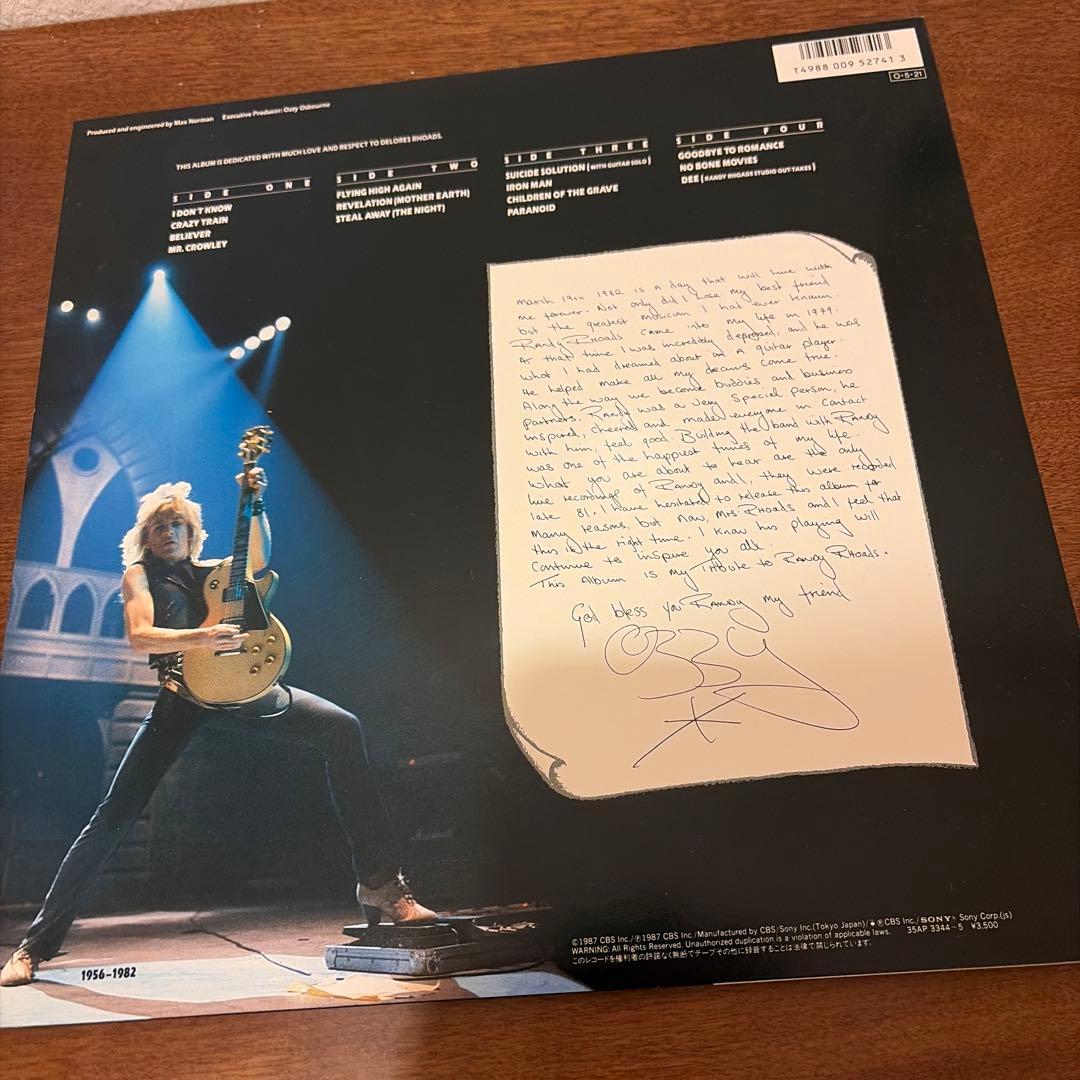 T4988 009 52741 3
0・5・21
Produced and engineered by Max Norman Executive Producer: Ozzy Osbourne
THIS ALBUM IS DEDICATED WITH MUCH LOVE AND RESPECT TO DELORES RHOADS.
SIDE ONE
I DON'T KNOW
CRAZY TRAIN
BELIEVER
MR. CROWLEY
SIDE TWO
FLYING HIGH AGAIN
REVELATION (MOTHER EARTH)
STEAL AWAY (THE NIGHT)
SIDE THREE
SUICIDE SOLUTION (WITH GUITAR SOLO)
IRON MAN
CHILDREN OF THE GRAVE
PARANOID
SIDE FOUR
GOODBYE TO ROMANCE
NO BONE MOVIES
DEE (RANDY RHOADS STUDIO OUT-TAKES)
March 19th 1982 is a day that will live with
me forever. Not only did I lose my best friend
but the greatest musician I had ever known.
Randy Rhoads came into my life in 1979.
At that time I was incredibly depressed, and he was
what I had dreamed about in a guitar player.
He helped make all my dreams come true.
Along the way we become buddies and business
partners. Randy was a very special person, he
inspired, cheered and made everyone in contact
with him, feel good. Building the band with Randy
was one of the happiest times of my life.
What you are about to hear are the only
live recordings of Randy and I, they were recorded
late 81. I have hesitated to release this album for
many reasons, but now, Mrs Rhoads and I feel that
this is the right time. I know his playing will
continue to inspire you all.
This Album is my Tribute to Randy Rhoads.
God bless you Randy my friend
OZZY
1956-1982
©1987 CBS Inc./Ⓟ1987 CBS Inc./Manufactured by CBS/Sony Inc.(Tokyo Japan)/®CBS Inc./SONY® Sony Corp.(js)
WARNING: All Rights Reserved. Unauthorized duplication is a violation of applicable laws. 35AP 3344~5 ¥3,500
このレコードを権利者の許諾なく無断でテープその他に録音することは法律で禁じられています。